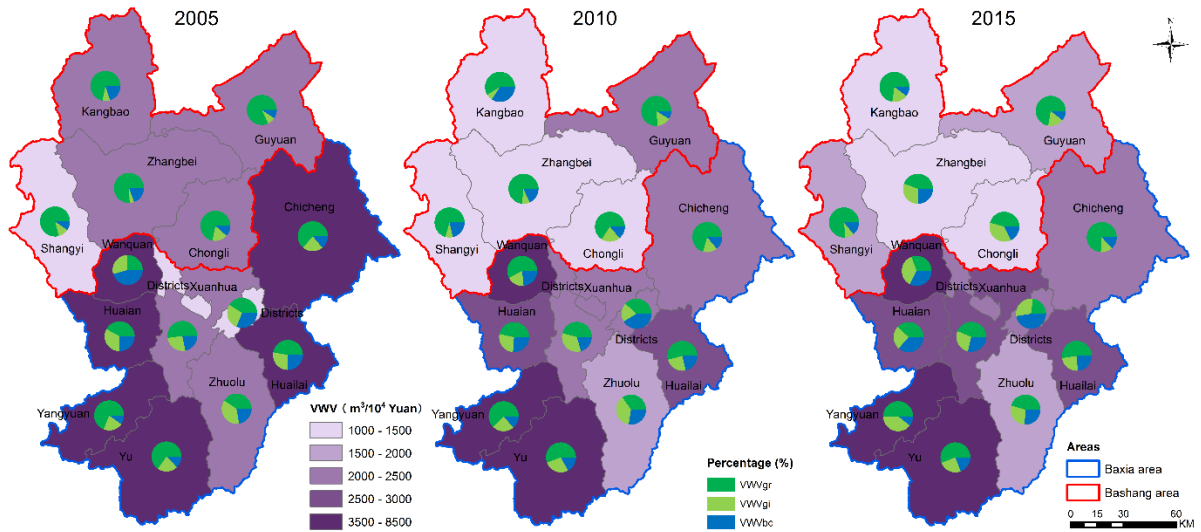 2005
2010
2015
Kangbao
Guyuan
Zhangbei
Chicheng
Shangyi
Wanquan
Chongli
Districts
Xuanhua
Huaian
Districts
Zhuolu
Huailai
Yangyuan
Yu
Kangbao
Guyuan
Zhangbei
Chicheng
Shangyi
Wanquan
Chongli
Districts
Xuanhua
Huaian
Districts
Zhuolu
Huailai
Yangyuan
Yu
Kangbao
Guyuan
Zhangbei
Chicheng
Shangyi
Wanquan
Chongli
Districts
Xuanhua
Huaian
Districts
Zhuolu
Huailai
Yangyuan
Yu
VWV ( m³/10⁴ Yuan)
1000 - 1500
1500 - 2000
2000 - 2500
2500 - 3000
3500 - 8500
Percentage (%)
VWVgr
VWVgi
VWVbc
Areas
Baxia area
Bashang area
0 15 30 60
KM
N